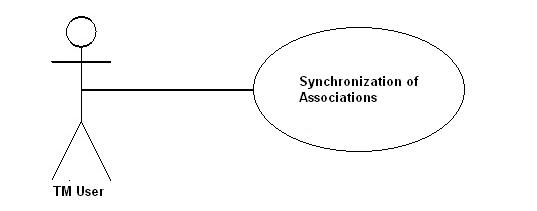 Synchronization of
Associations
TM User